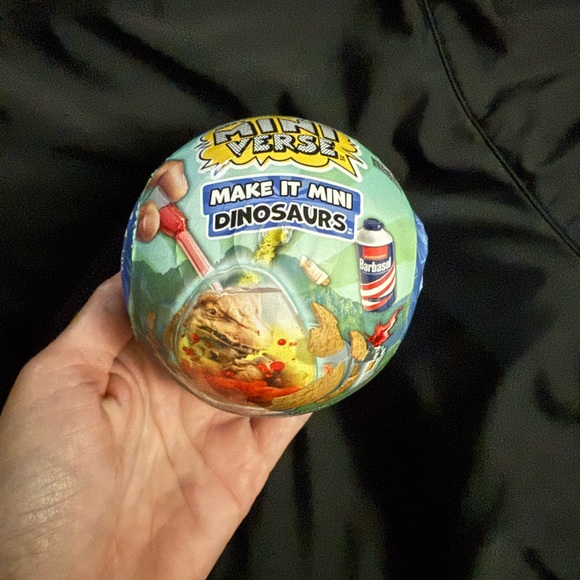 MINI
VERSE
MAKE IT MINI
DINOSAURS
Barbasol